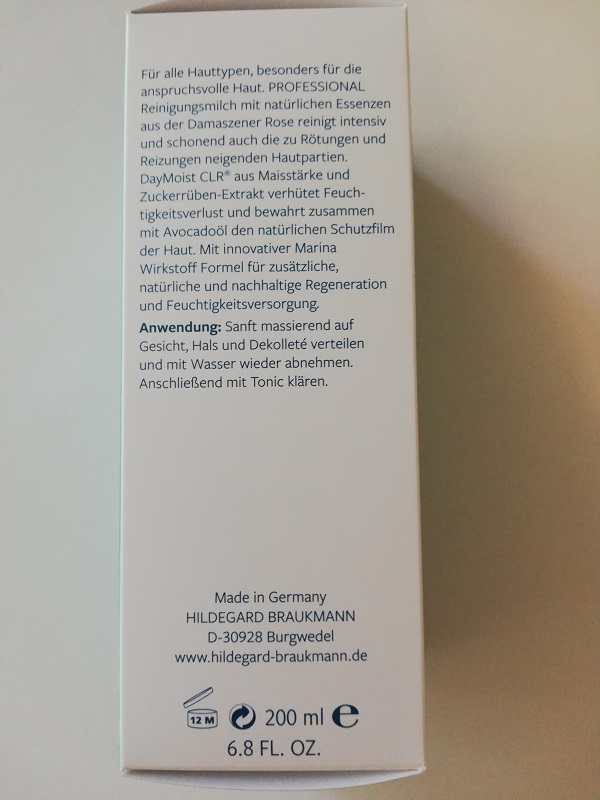 Für alle Hauttypen, besonders für die
anspruchsvolle Haut. PROFESSIONAL
Reinigungsmilch mit natürlichen Essenzen
aus der Damaszener Rose reinigt intensiv
und schonend auch die zu Rötungen und
Reizungen neigenden Hautpartien.
DayMoist CLR® aus Maisstärke und
Zuckerrüben-Extrakt verhütet Feuch-
tigkeitsverlust und bewahrt zusammen
mit Avocadoöl den natürlichen Schutzfilm
der Haut. Mit innovativer Marina
Wirkstoff Formel für zusätzliche,
natürliche und nachhaltige Regeneration
und Feuchtigkeitsversorgung.
Anwendung: Sanft massierend auf
Gesicht, Hals und Dekolleté verteilen
und mit Wasser wieder abnehmen.
Anschließend mit Tonic klären.
Made in Germany
HILDEGARD BRAUKMANN
D-30928 Burgwedel
www.hildegard-braukmann.de
12 M 200 ml e
6.8 FL. OZ.